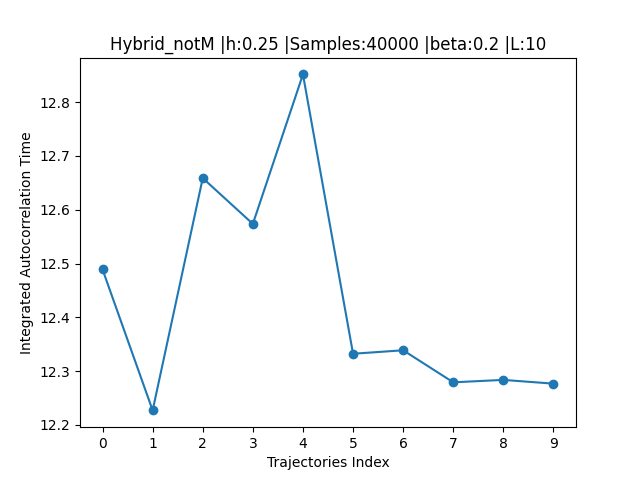 Hybrid_notM |h:0.25 |Samples:40000 |beta:0.2 |L:10
Integrated Autocorrelation Time
12.8
12.7
12.6
12.5
12.4
12.3
12.2
0 1 2 3 4 5 6 7 8 9
Trajectories Index